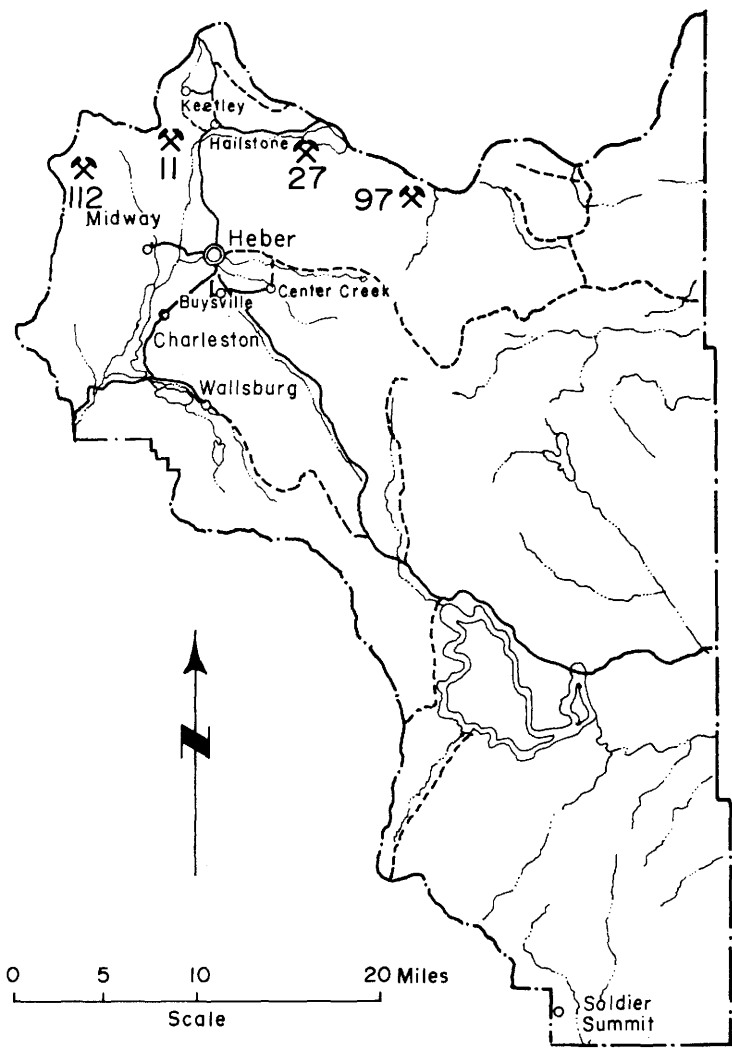 Keetley
Hailstone
11
27
112
97
Midway
Heber
Buysville
Center Creek
Charleston
Wallsburg
N
0 5 10 20 Miles
Scale
Soldier
Summit